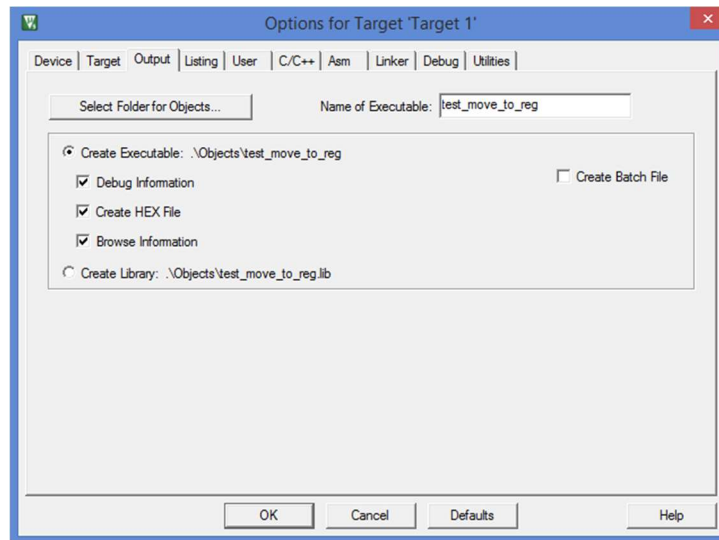 Options for Target 'Target 1'
Device Target Output Listing User C/C++ Asm Linker Debug Utilities
Select Folder for Objects... Name of Executable: test_move_to_reg
Create Executable: .\Objects\test_move_to_reg
Debug Information Create Batch File
Create HEX File
Browse Information
Create Library: .\Objects\test_move_to_reg.lib
OK Cancel Defaults Help